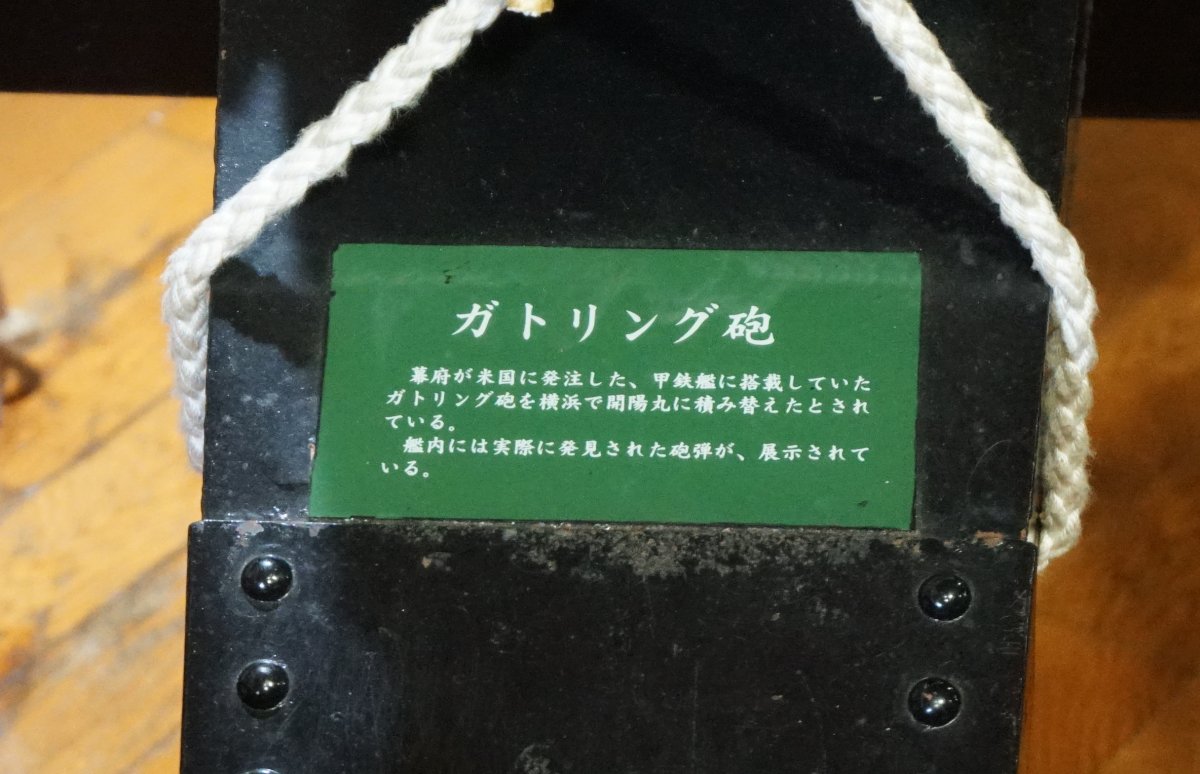 ガトリング砲
幕府が米国に発注した、甲鉄艦に搭載していた
ガトリング砲を横浜で開陽丸に積み替えたとされ
ている。
艦内には実際に発見された砲弾が、展示されて
いる。